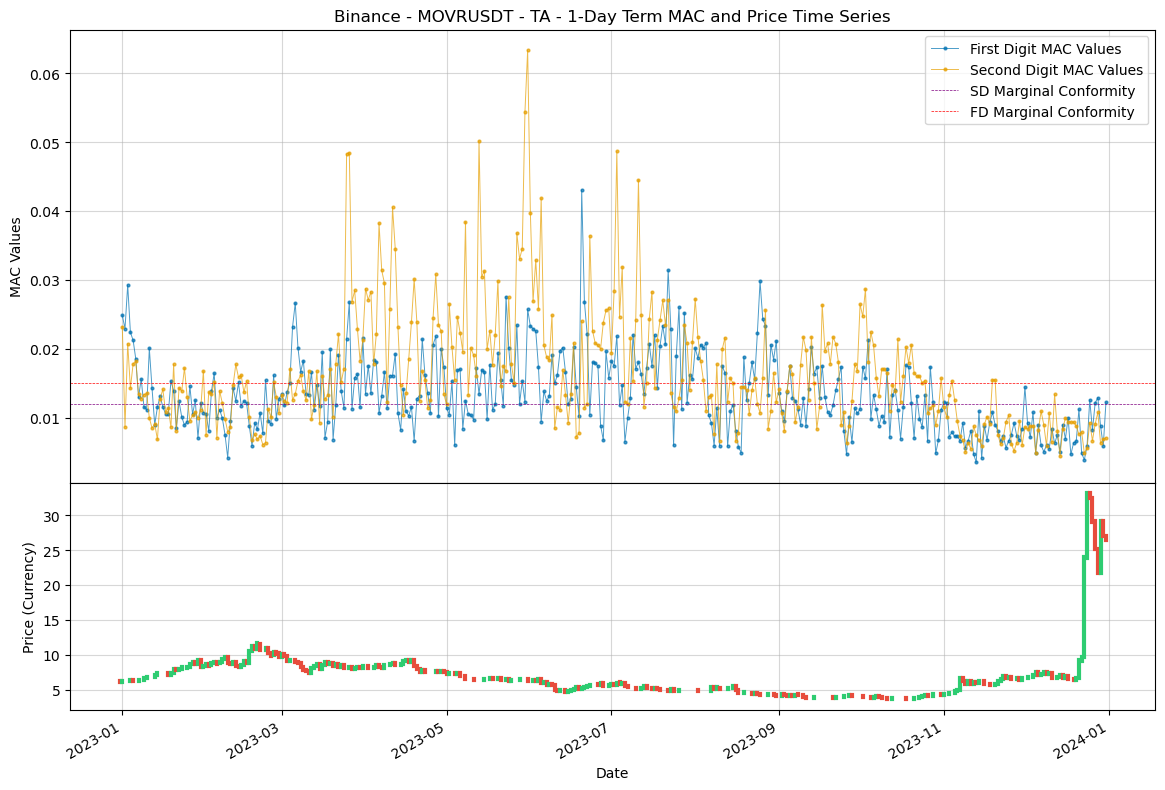 Binance - MOVRUSDT - TA - 1-Day Term MAC and Price Time Series
First Digit MAC Values
Second Digit MAC Values
SD Marginal Conformity
FD Marginal Conformity
MAC Values
0.06
0.05
0.04
0.03
0.02
0.01
Price (Currency)
30
25
20
15
10
5
2023-01
2023-03
2023-05
2023-07
2023-09
2023-11
2024-01
Date